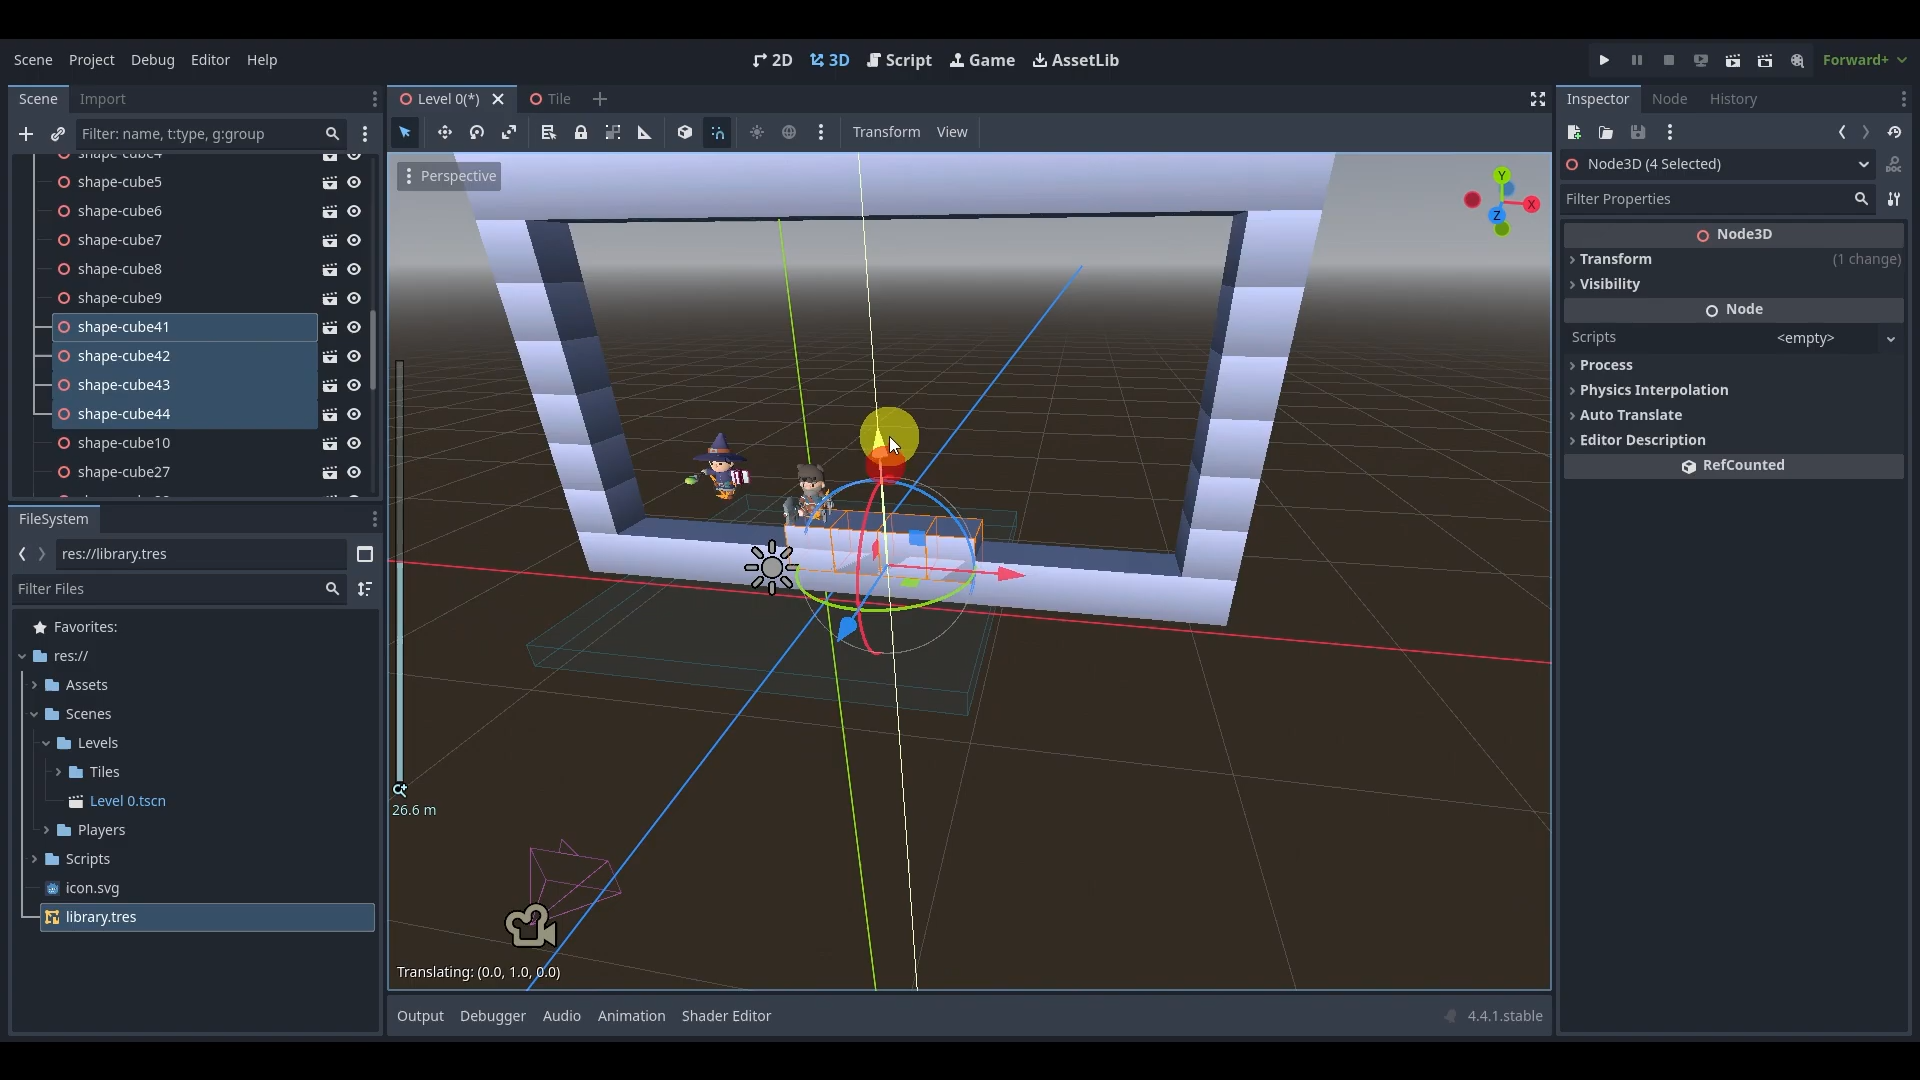 Scene Project Debug Editor Help
2D 3D Script Game AssetLib
Forward+
Scene Import
Level 0(*) Tile
Inspector Node History
Filter: name, t:type, g:group
Transform View
Perspective
Y
X
Z
Node3D (4 Selected)
DOC
Filter Properties
Node3D
Transform (1 change)
Visibility
Node
Scripts <empty>
Process
Physics Interpolation
Auto Translate
Editor Description
RefCounted
shape-cube4
shape-cube5
shape-cube6
shape-cube7
shape-cube8
shape-cube9
shape-cube41
shape-cube42
shape-cube43
shape-cube44
shape-cube10
shape-cube27
FileSystem
res://library.tres
Filter Files
Favorites:
res://
Assets
Scenes
Levels
Tiles
Level 0.tscn
Players
Scripts
icon.svg
library.tres
26.6 m
Translating: (0.0, 1.0, 0.0)
Output Debugger Audio Animation Shader Editor
4.4.1.stable